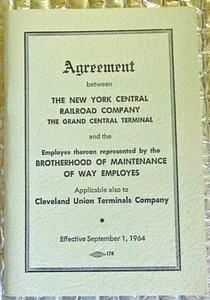 Agreement
between
THE NEW YORK CENTRAL
RAILROAD COMPANY
THE GRAND CENTRAL TERMINAL
and the
Employes thereon represented by the
BROTHERHOOD OF MAINTENANCE
OF WAY EMPLOYES
Applicable also to
Cleveland Union Terminals Company
Effective September 1, 1964
176